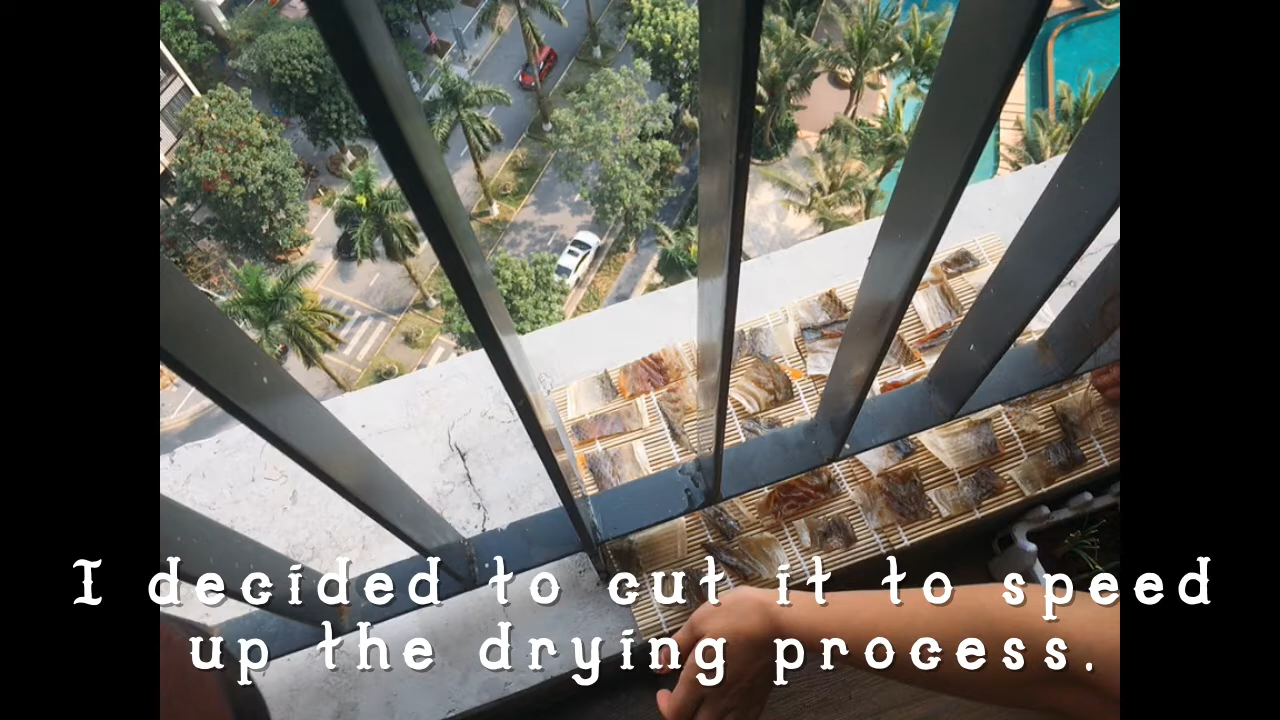 I decided to cut it to speed
up the drying process.